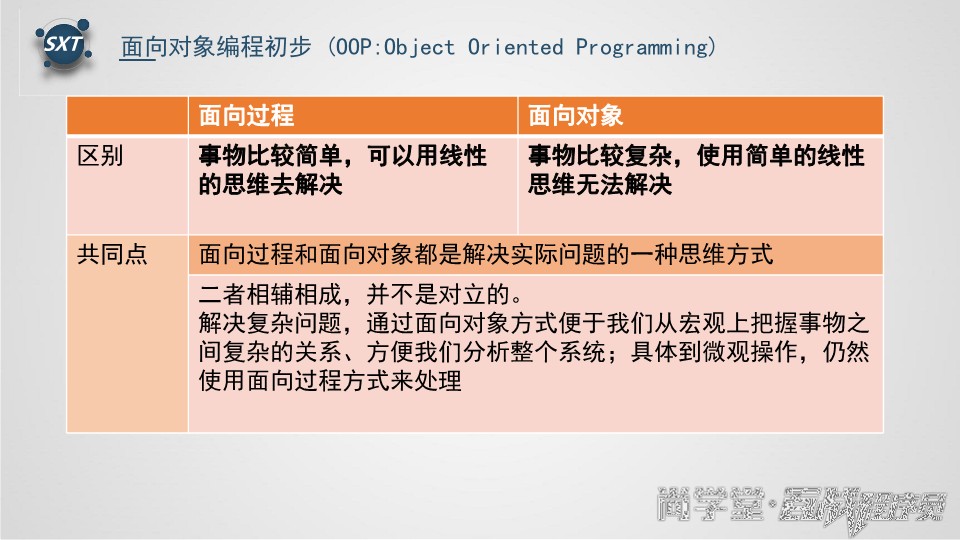 SXT
面向对象编程初步 (OOP:Object Oriented Programming)
面向过程
面向对象
区别
事物比较简单，可以用线性
的思维去解决
事物比较复杂，使用简单的线性
思维无法解决
共同点
面向过程和面向对象都是解决实际问题的一种思维方式
二者相辅相成，并不是对立的。
解决复杂问题，通过面向对象方式便于我们从宏观上把握事物之
间复杂的关系、方便我们分析整个系统；具体到微观操作，仍然
使用面向过程方式来处理
尚学堂·百战程序员